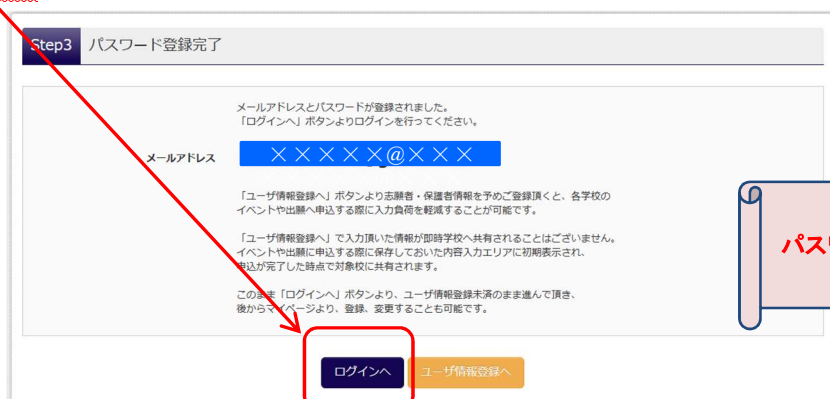 Step3 パスワード登録完了
メールアドレスとパスワードが登録されました。
「ログインへ」ボタンよりログインを行ってください。
メールアドレス ×××××@×××
「ユーザ情報登録へ」ボタンより志願者・保護者情報を予めご登録頂くと、各学校の
イベントや出願へ申込する際に入力負荷を軽減することが可能です。
「ユーザ情報登録へ」で入力頂いた情報が即時学校へ共有されることはございません。
イベントや出願に申込する際に保存しておいた内容入力エリアに初期表示され、
申込が完了した時点で対象校に共有されます。
パス
このまま「ログインへ」ボタンより、ユーザ情報登録未済のまま進んで頂き、
後からマイページより、登録、変更することも可能です。
ログインへ ユーザ情報登録へ